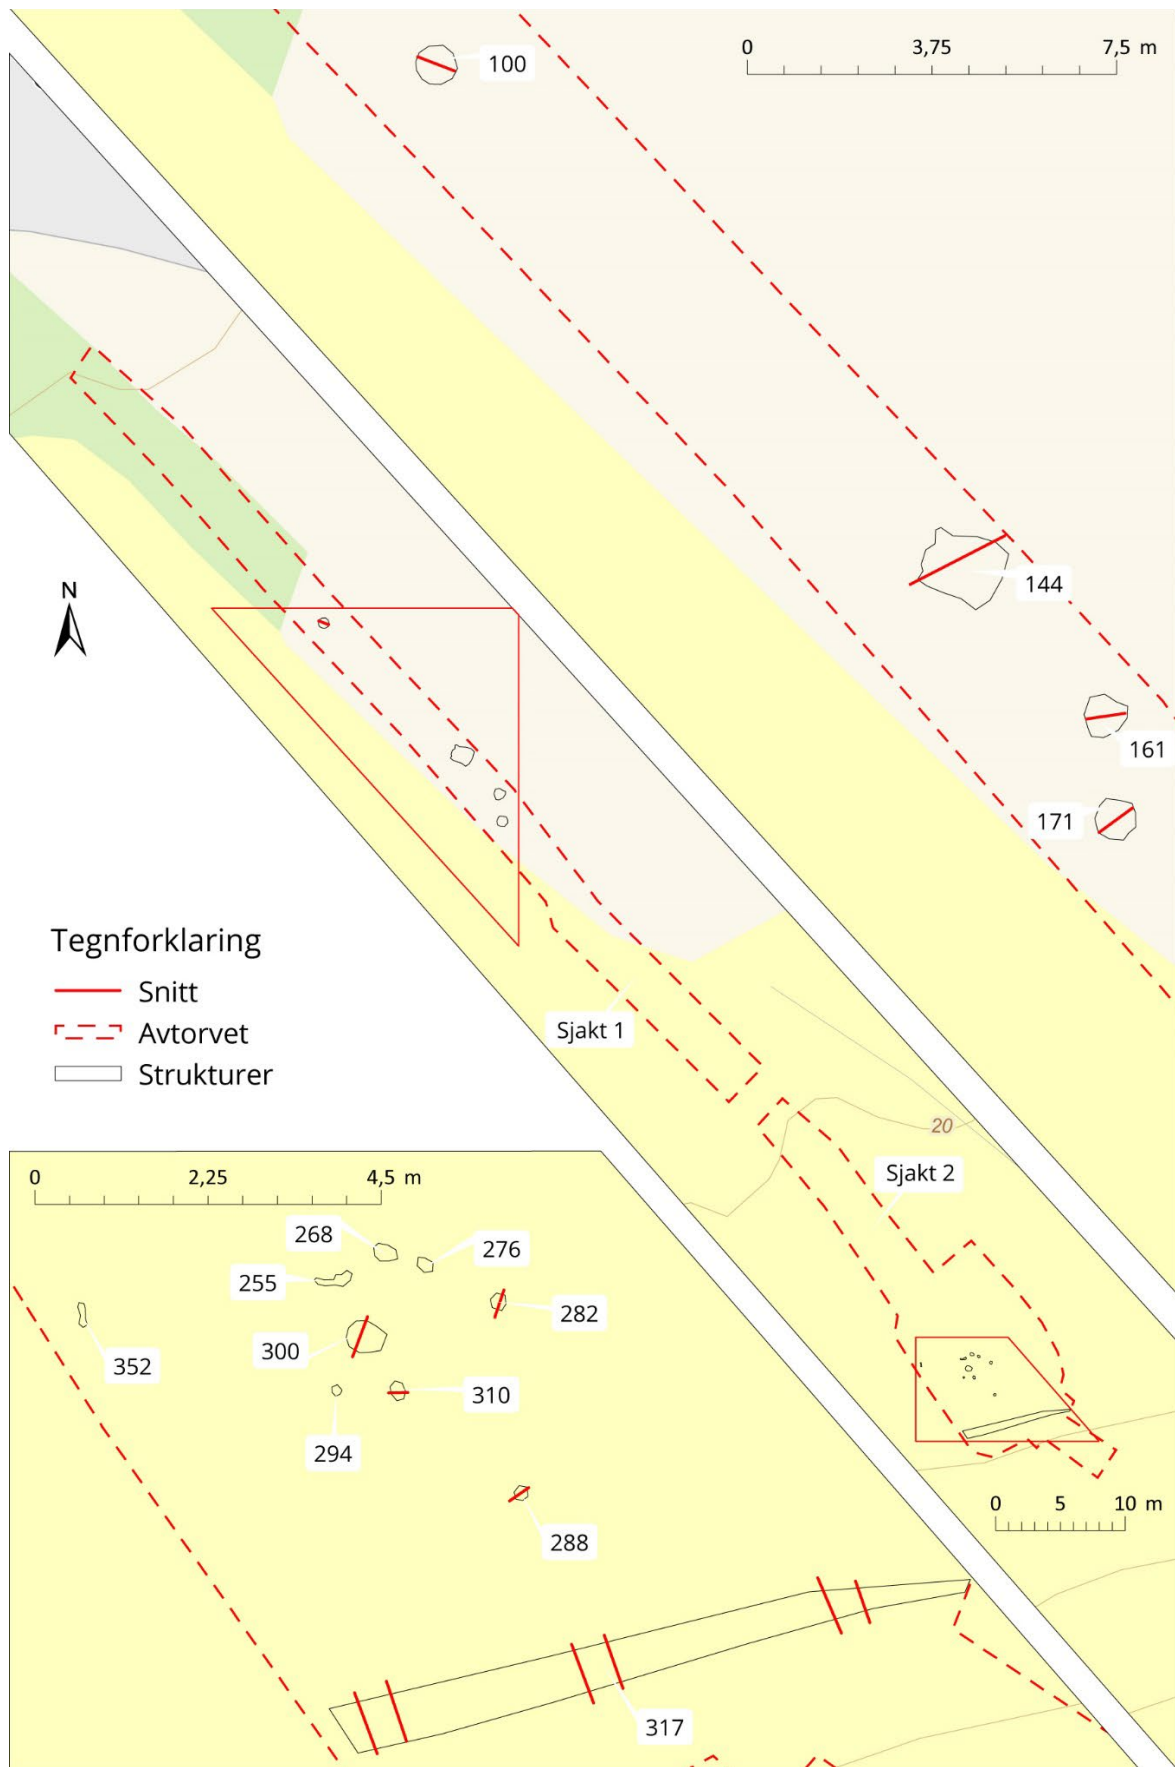 0 3,75 7,5 m
100
144
161
171
N
Tegnforklaring
Snitt
Avtorvet
Strukturer
Sjakt 1
20
Sjakt 2
0 5 10 m
0 2,25 4,5 m
268
276
255
282
300
352
310
294
288
317